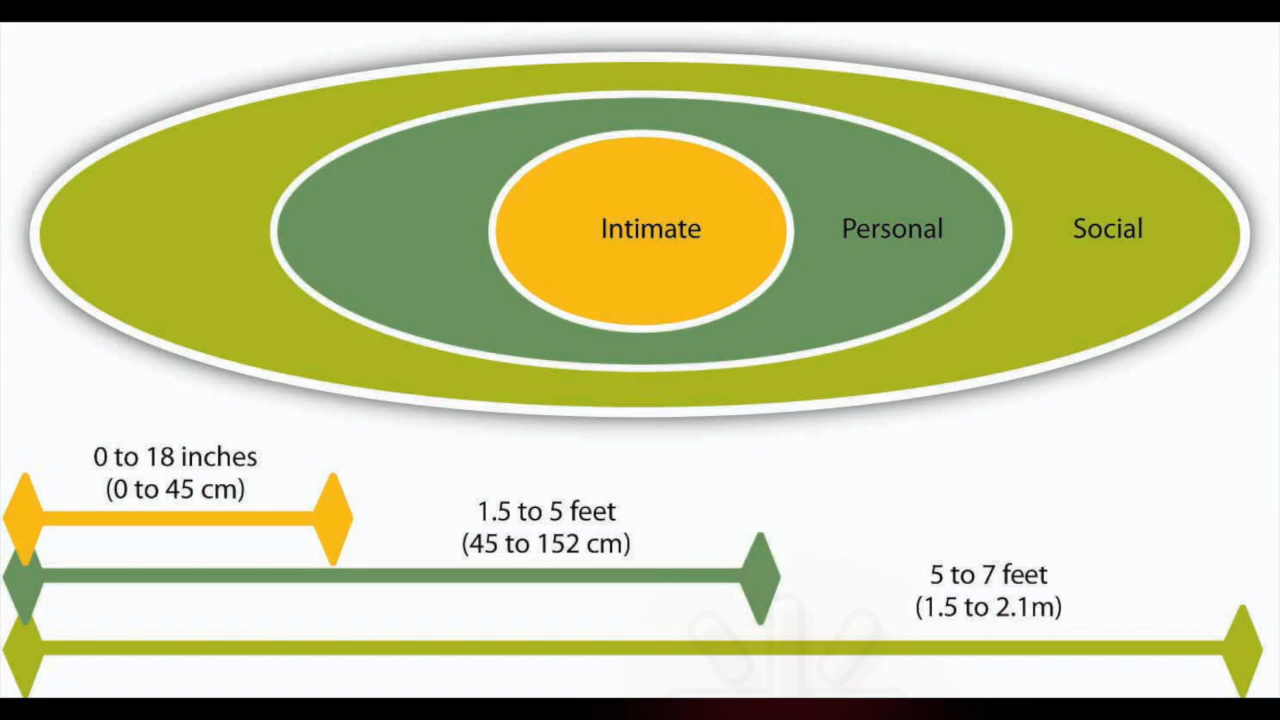 Intimate
Personal
Social
0 to 18 inches
(0 to 45 cm)
1.5 to 5 feet
(45 to 152 cm)
5 to 7 feet
(1.5 to 2.1m)